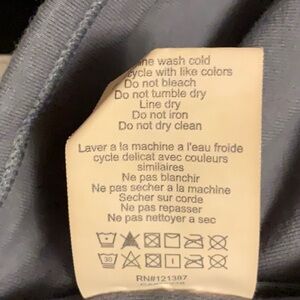 ne wash cold
cycle with like colors
Do not bleach
Do not tumble dry
Line dry
Do not iron
Do not dry clean
Laver a la machine a l'eau froide
cycle delicat avec couleurs
similaires
Ne pas blanchir
Ne pas secher a la machine
Secher sur corde
Ne pas repasser
Ne pas nettoyer a sec
30
RN#121387